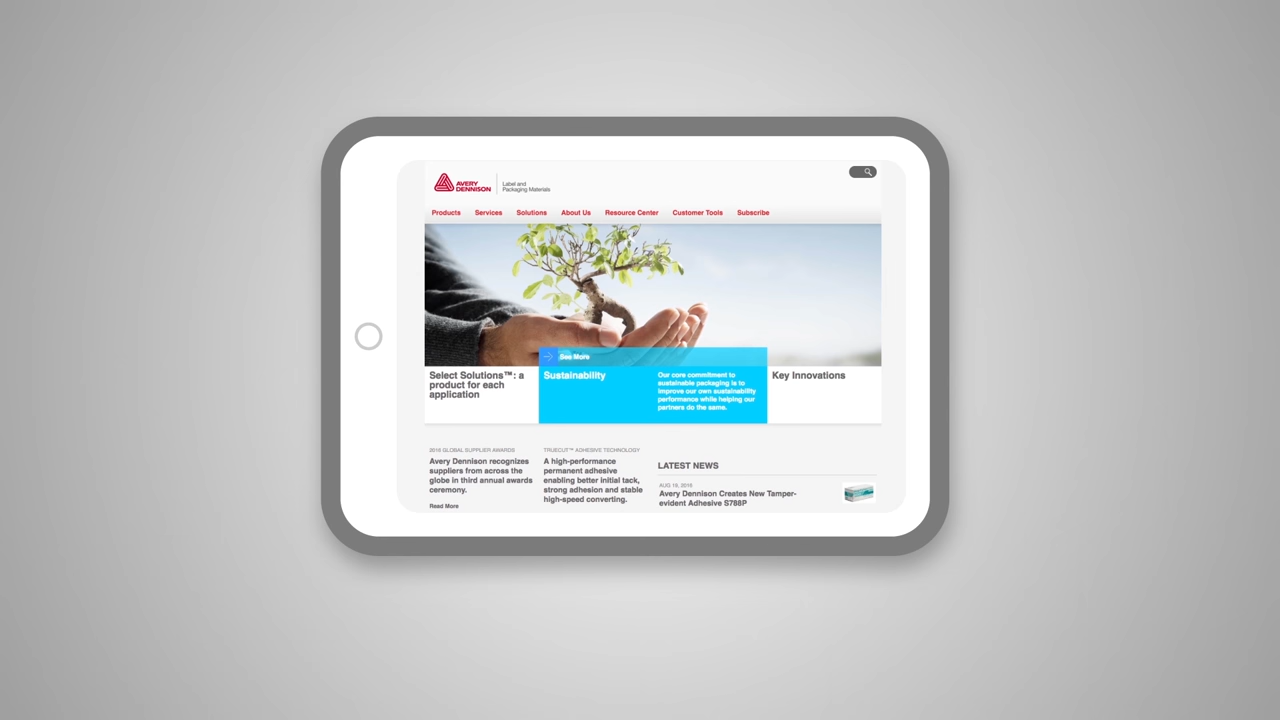 AVERY
DENNISON
Label and
Packaging Materials
Products Services Solutions About Us Resource Center Customer Tools Subscribe
See More
Select Solutions™: a
product for each
application
Sustainability
Our core commitment to
sustainable packaging is to
improve our own sustainability
performance while helping our
partners do the same.
Key Innovations
2016 GLOBAL SUPPLIER AWARDS
Avery Dennison recognizes
suppliers from across the
globe in third annual awards
ceremony.
Read More
TRUECUT™ ADHESIVE TECHNOLOGY
A high-performance
permanent adhesive
enabling better initial tack,
strong adhesion and stable
high-speed converting.
LATEST NEWS
AUG 19, 2016
Avery Dennison Creates New Tamper-
evident Adhesive S788P